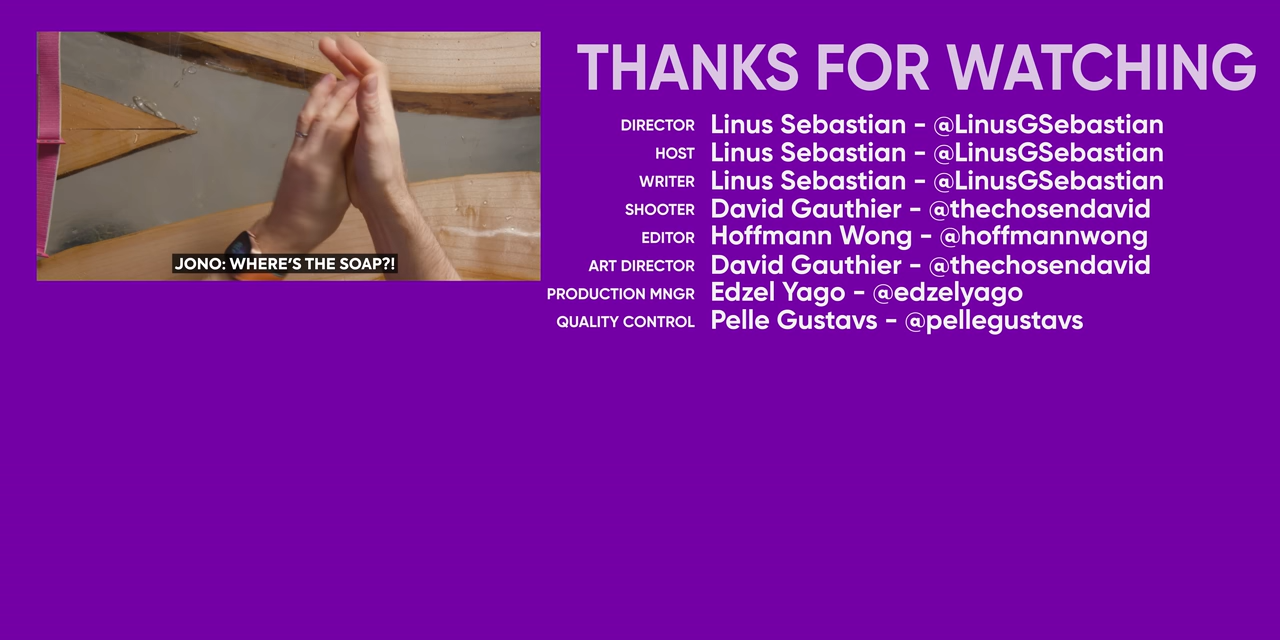 THANKS FOR WATCHING
DIRECTOR Linus Sebastian - @LinusGSebastian
HOST Linus Sebastian - @LinusGSebastian
WRITER Linus Sebastian - @LinusGSebastian
SHOOTER David Gauthier - @thechosendavid
EDITOR Hoffmann Wong - @hoffmannwong
ART DIRECTOR David Gauthier - @thechosendavid
PRODUCTION MNGR Edzel Yago - @edzelyago
QUALITY CONTROL Pelle Gustavs - @pellegustavs
JONO: WHERE'S THE SOAP?!